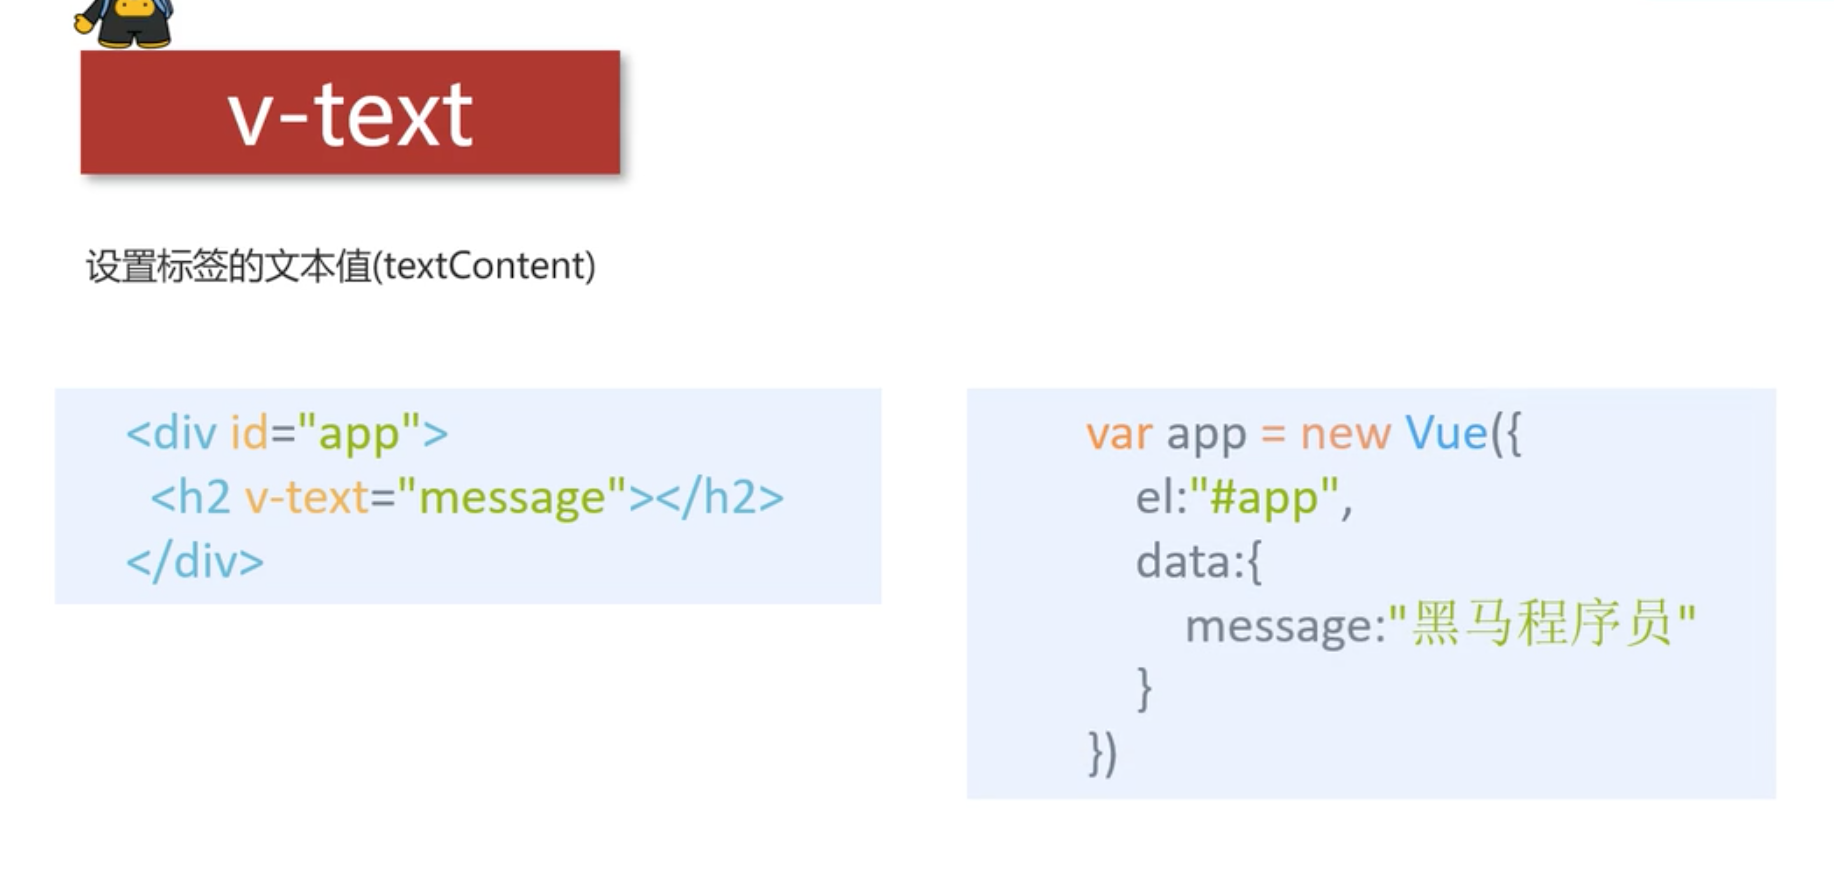 v-text
设置标签的文本值(textContent)
<div id="app">
<h2 v-text="message"></h2>
</div>
var app = new Vue({
el:"#app",
data:{
message:"黑马程序员"
}
})